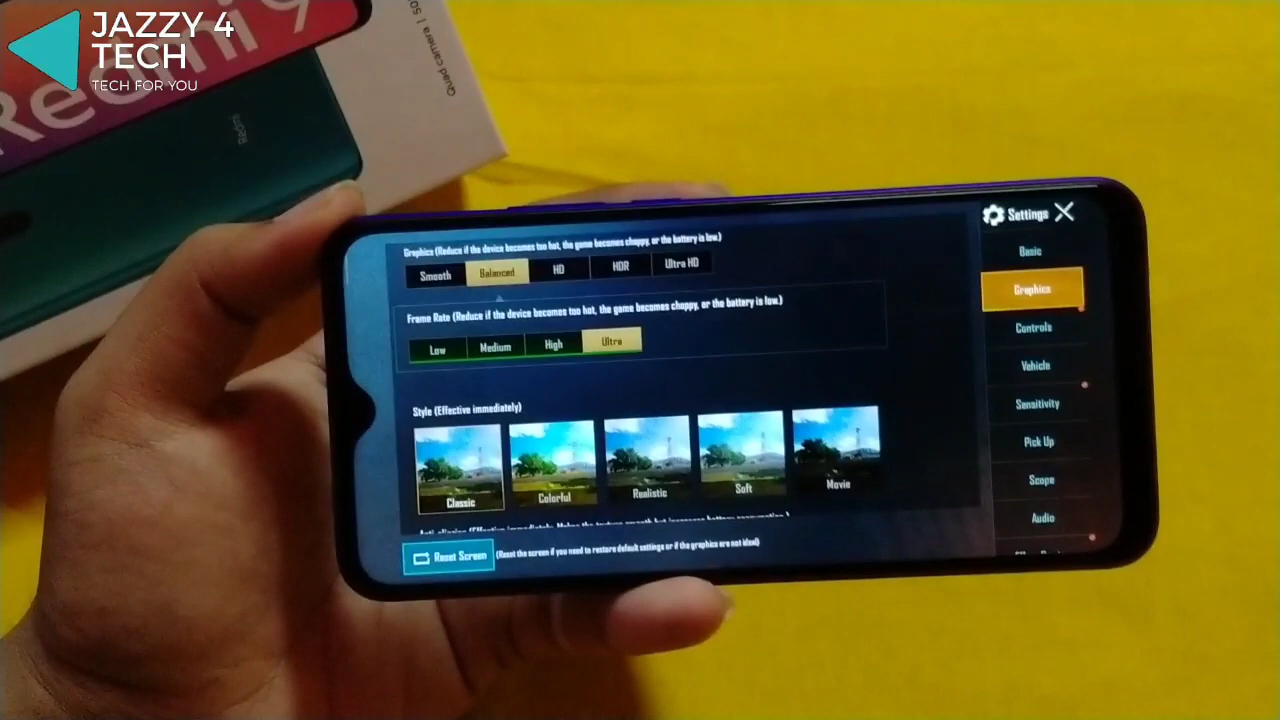 JAZZY 4
TECH
TECH FOR YOU
Redmi 9
Redmi
Quad camera | 50
Settings
Graphics (Reduce if the device becomes too hot, the game becomes choppy, or the battery is low.)
Smooth Balanced HD HDR Ultra HD
Frame Rate (Reduce if the device becomes too hot, the game becomes choppy, or the battery is low.)
Low Medium High Ultra
Style (Effective immediately)
Classic Colorful Realistic Soft Movie
Reset Screen (Reset the screen if you need to restore default settings or if the graphics are not ideal)
Basic
Graphics
Controls
Vehicle
Sensitivity
Pick Up
Scope
Audio